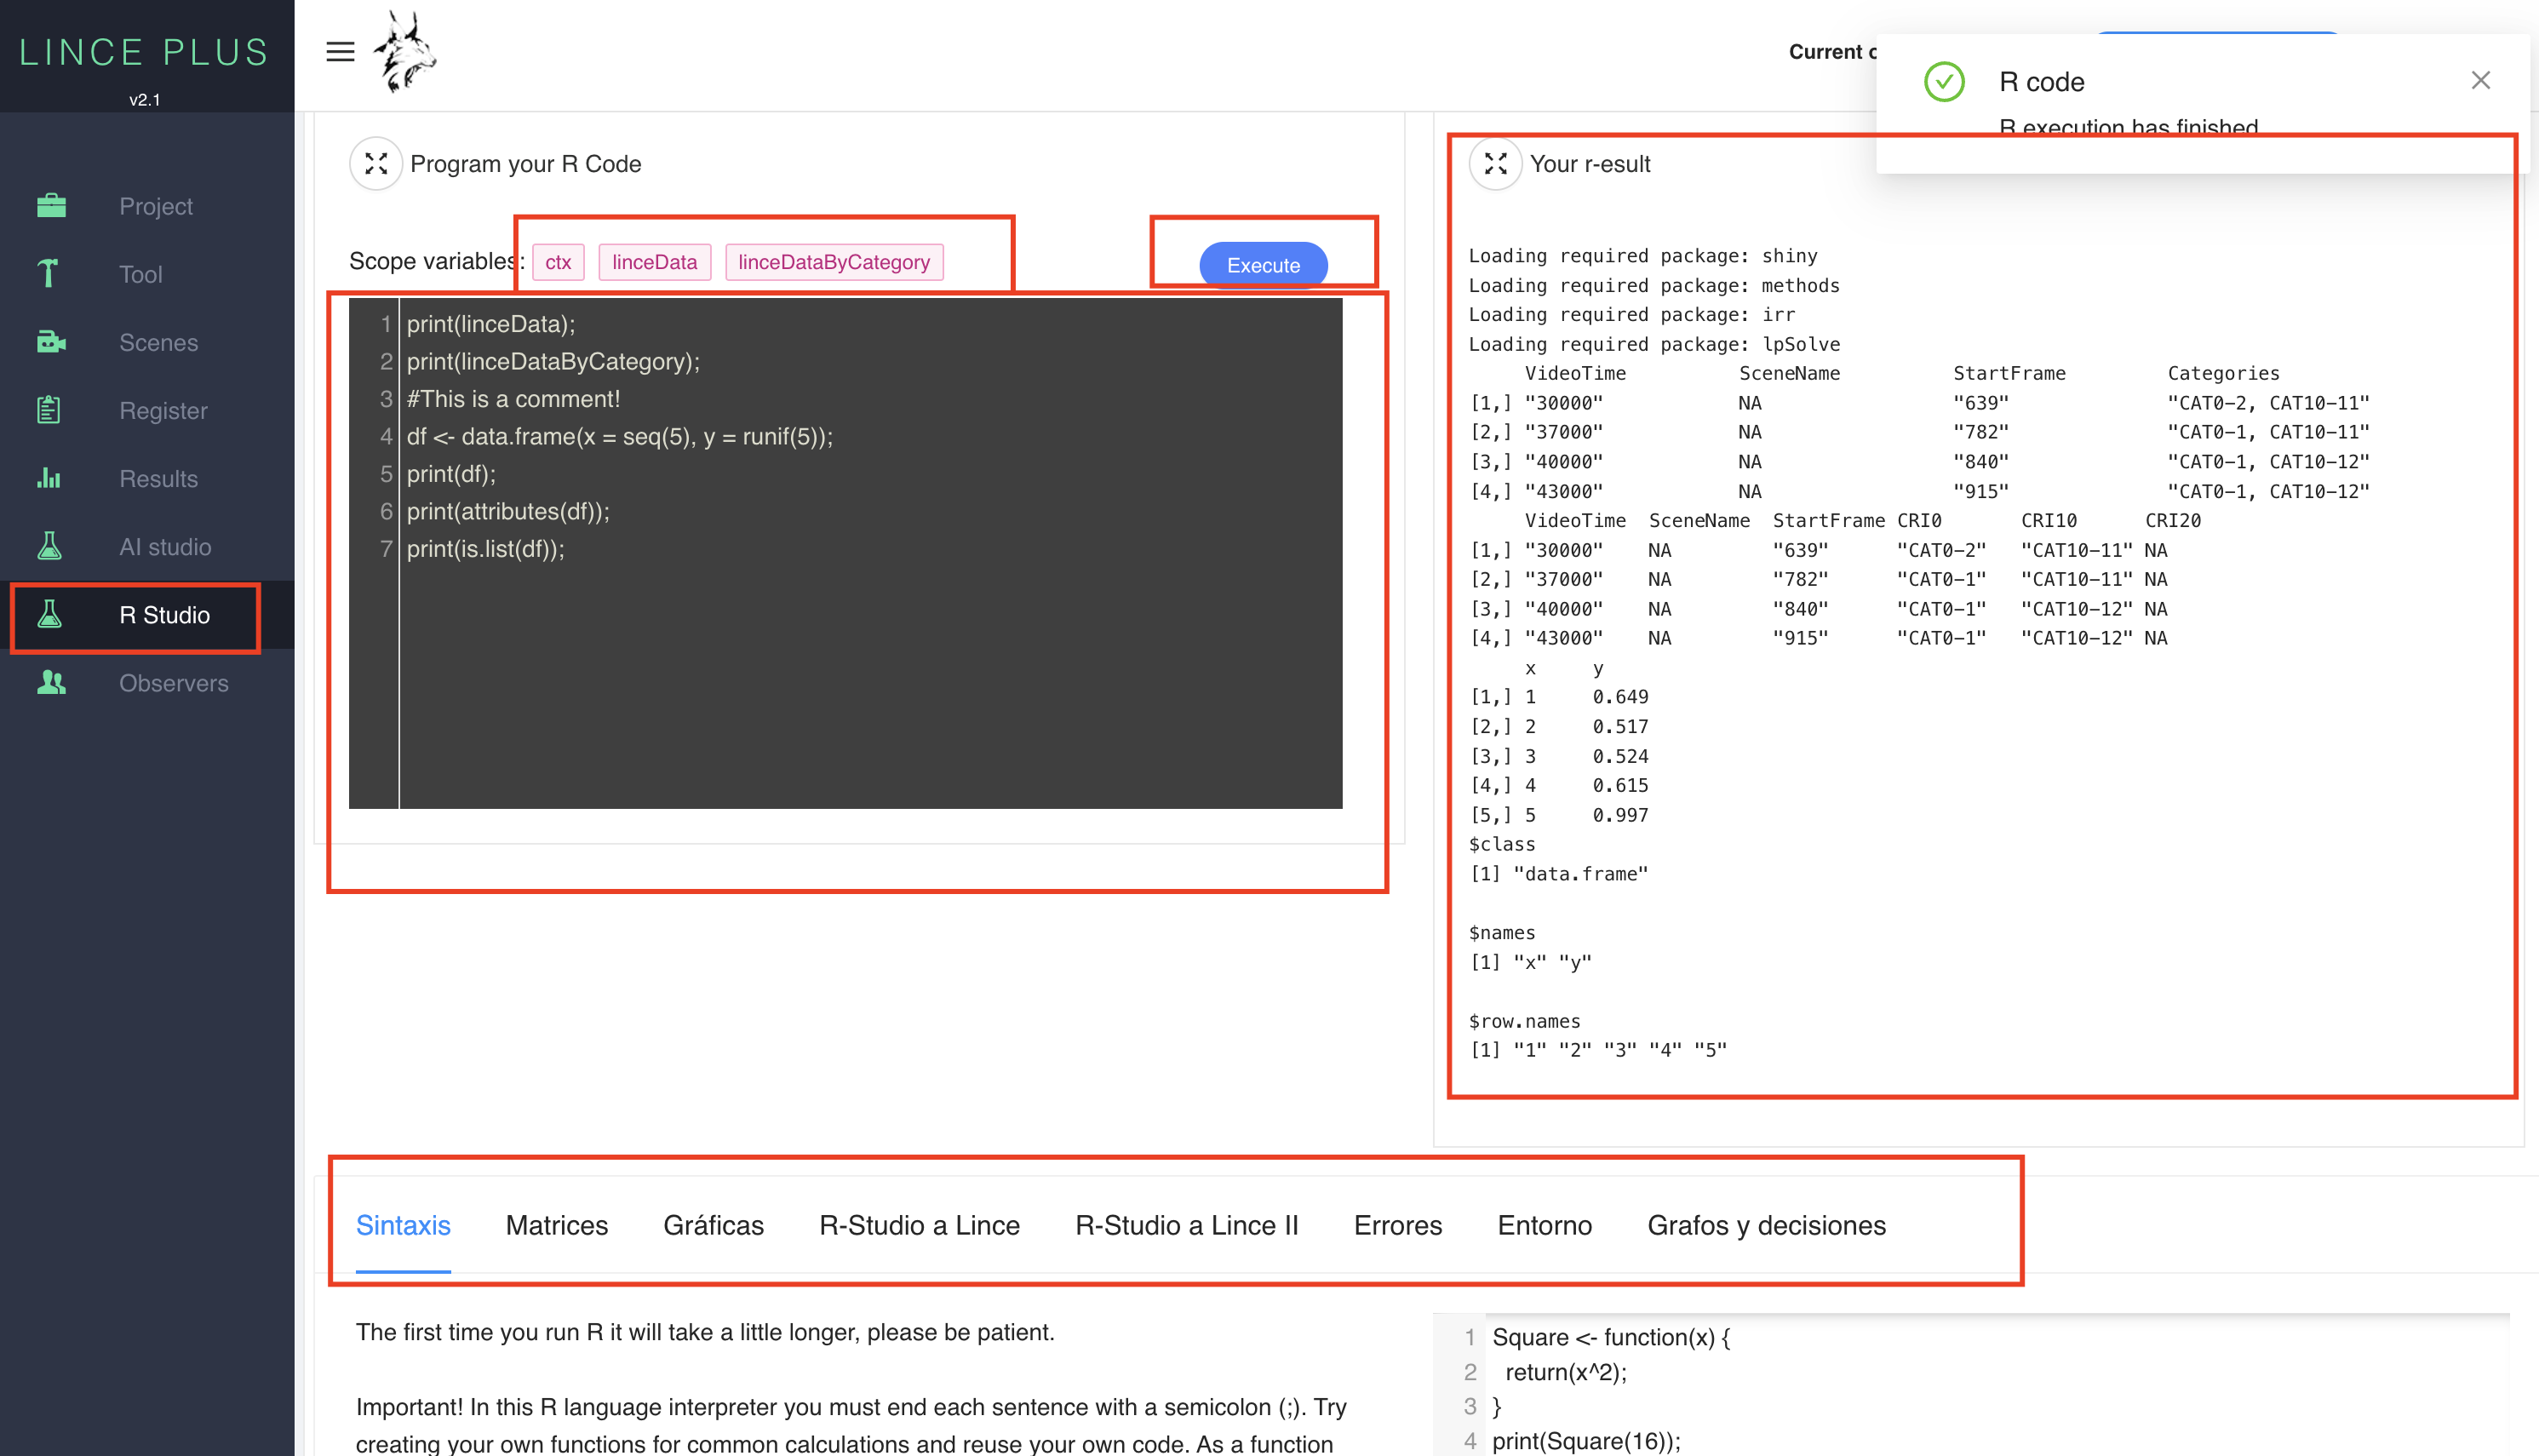 LINCE PLUS
v2.1
Project
Tool
Scenes
Register
Results
AI studio
R Studio
Observers
Current
R code
R execution has finished
Program your R Code
Scope variables: ctx linceData linceDataByCategory
Execute
1 print(linceData);
2 print(linceDataByCategory);
3 #This is a comment!
4 df <- data.frame(x = seq(5), y = runif(5));
5 print(df);
6 print(attributes(df));
7 print(is.list(df));
Your r-esult
Loading required package: shiny
Loading required package: methods
Loading required package: irr
Loading required package: lpSolve
VideoTime SceneName StartFrame Categories
[1,] "30000" NA "639" "CAT0-2, CAT10-11"
[2,] "37000" NA "782" "CAT0-1, CAT10-11"
[3,] "40000" NA "840" "CAT0-1, CAT10-12"
[4,] "43000" NA "915" "CAT0-1, CAT10-12"
VideoTime SceneName StartFrame CRI0 CRI10 CRI20
[1,] "30000" NA "639" "CAT0-2" "CAT10-11" NA
[2,] "37000" NA "782" "CAT0-1" "CAT10-11" NA
[3,] "40000" NA "840" "CAT0-1" "CAT10-12" NA
[4,] "43000" NA "915" "CAT0-1" "CAT10-12" NA
x y
[1,] 1 0.649
[2,] 2 0.517
[3,] 3 0.524
[4,] 4 0.615
[5,] 5 0.997
$class
[1] "data.frame"
$names
[1] "x" "y"
$row.names
[1] "1" "2" "3" "4" "5"
Sintaxis Matrices Gráficas R-Studio a Lince R-Studio a Lince II Errores Entorno Grafos y decisiones
The first time you run R it will take a little longer, please be patient.
Important! In this R language interpreter you must end each sentence with a semicolon (;). Try
creating your own functions for common calculations and reuse your own code. As a function
1 Square <- function(x) {
2 return(x^2);
3 }
4 print(Square(16));